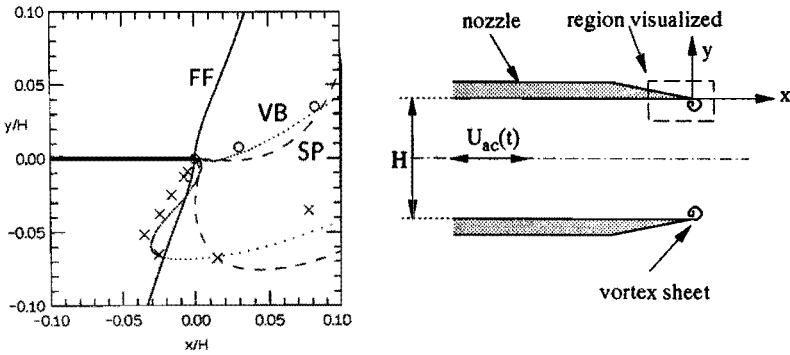 0.10
0.05
y/H
0.00
-0.05
-0.10
-0.10
-0.05
0.00
0.05
0.10
x/H
FF
VB
SP
nozzle
region visualized
y
x
H
U_ac(t)
vortex sheet